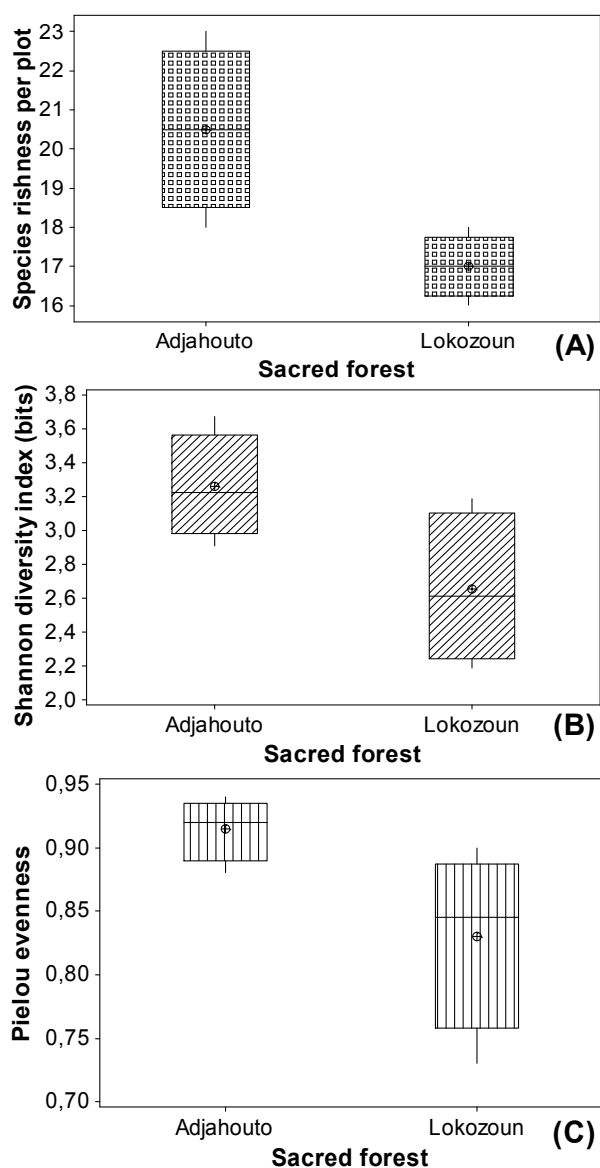 Species rishness per plot
23
22
21
20
19
18
17
16
Adjahouto Lokozoun
Sacred forest
(A)
Shannon diversity index (bits)
3,8
3,6
3,4
3,2
3,0
2,8
2,6
2,4
2,2
2,0
Adjahouto Lokozoun
Sacred forest
(B)
Pielou evenness
0,95
0,90
0,85
0,80
0,75
0,70
Adjahouto Lokozoun
Sacred forest
(C)